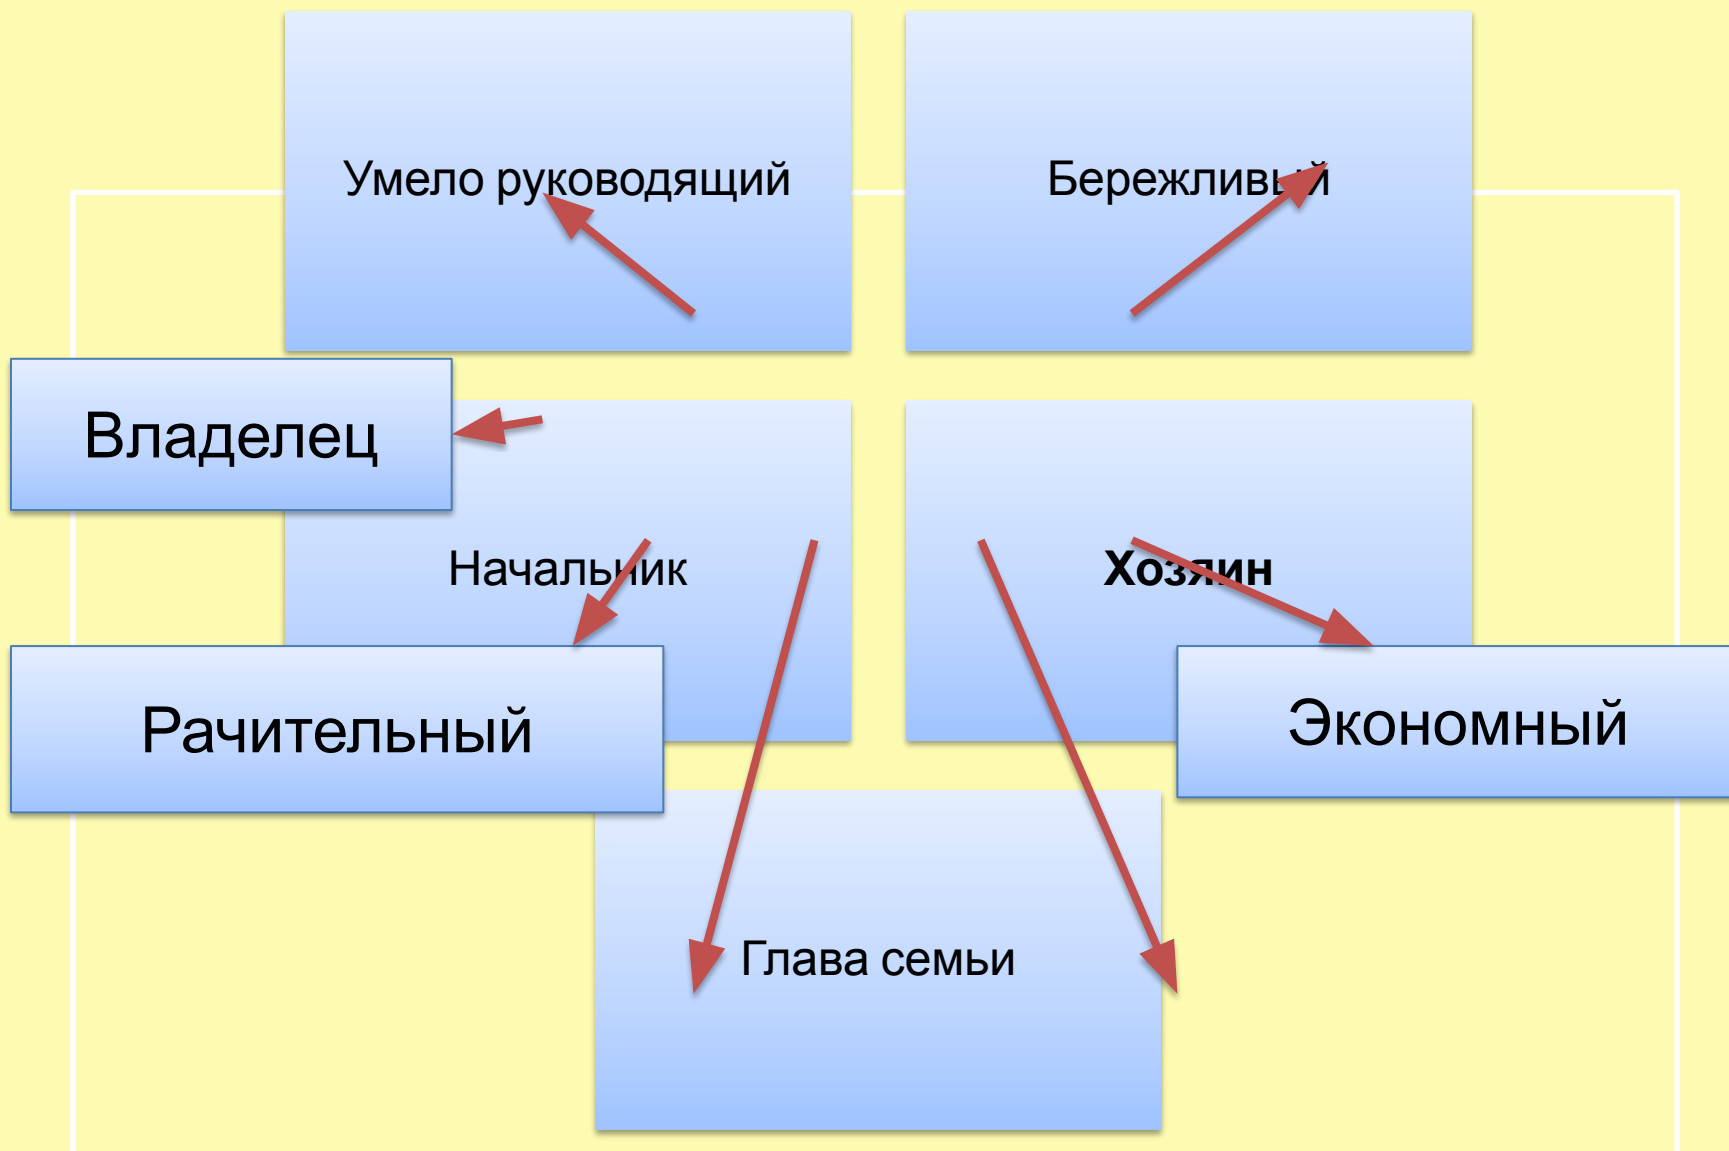 Умело руководящий
Бережливый
Владелец
Начальник
Хозяин
Рачительный
Экономный
Глава семьи